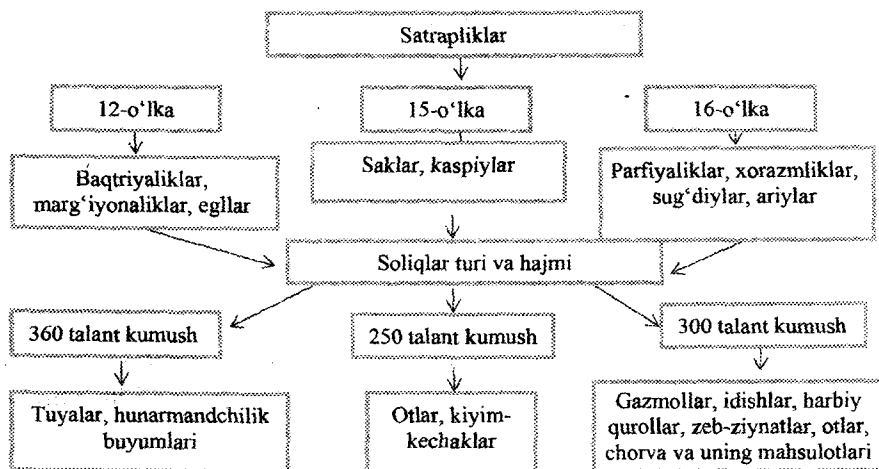 Satrapliklar
12-o‘lka
15-o‘lka
16-o‘lka
Baqtriyaliklar,
marg‘iyonaliklar, egllar
Saklar, kaspiylar
Parfiyaliklar, xorazmliklar,
sug‘diylar, ariylar
Soliqlar turi va hajmi
360 talant kumush
250 talant kumush
300 talant kumush
Tuyalar, hunarmandchilik
buyumlari
Otlar, kiyim-
kechaklar
Gazmollar, idishlar, harbiy
qurollar, zeb-ziynatlar, otlar,
chorva va uning mahsulotlari